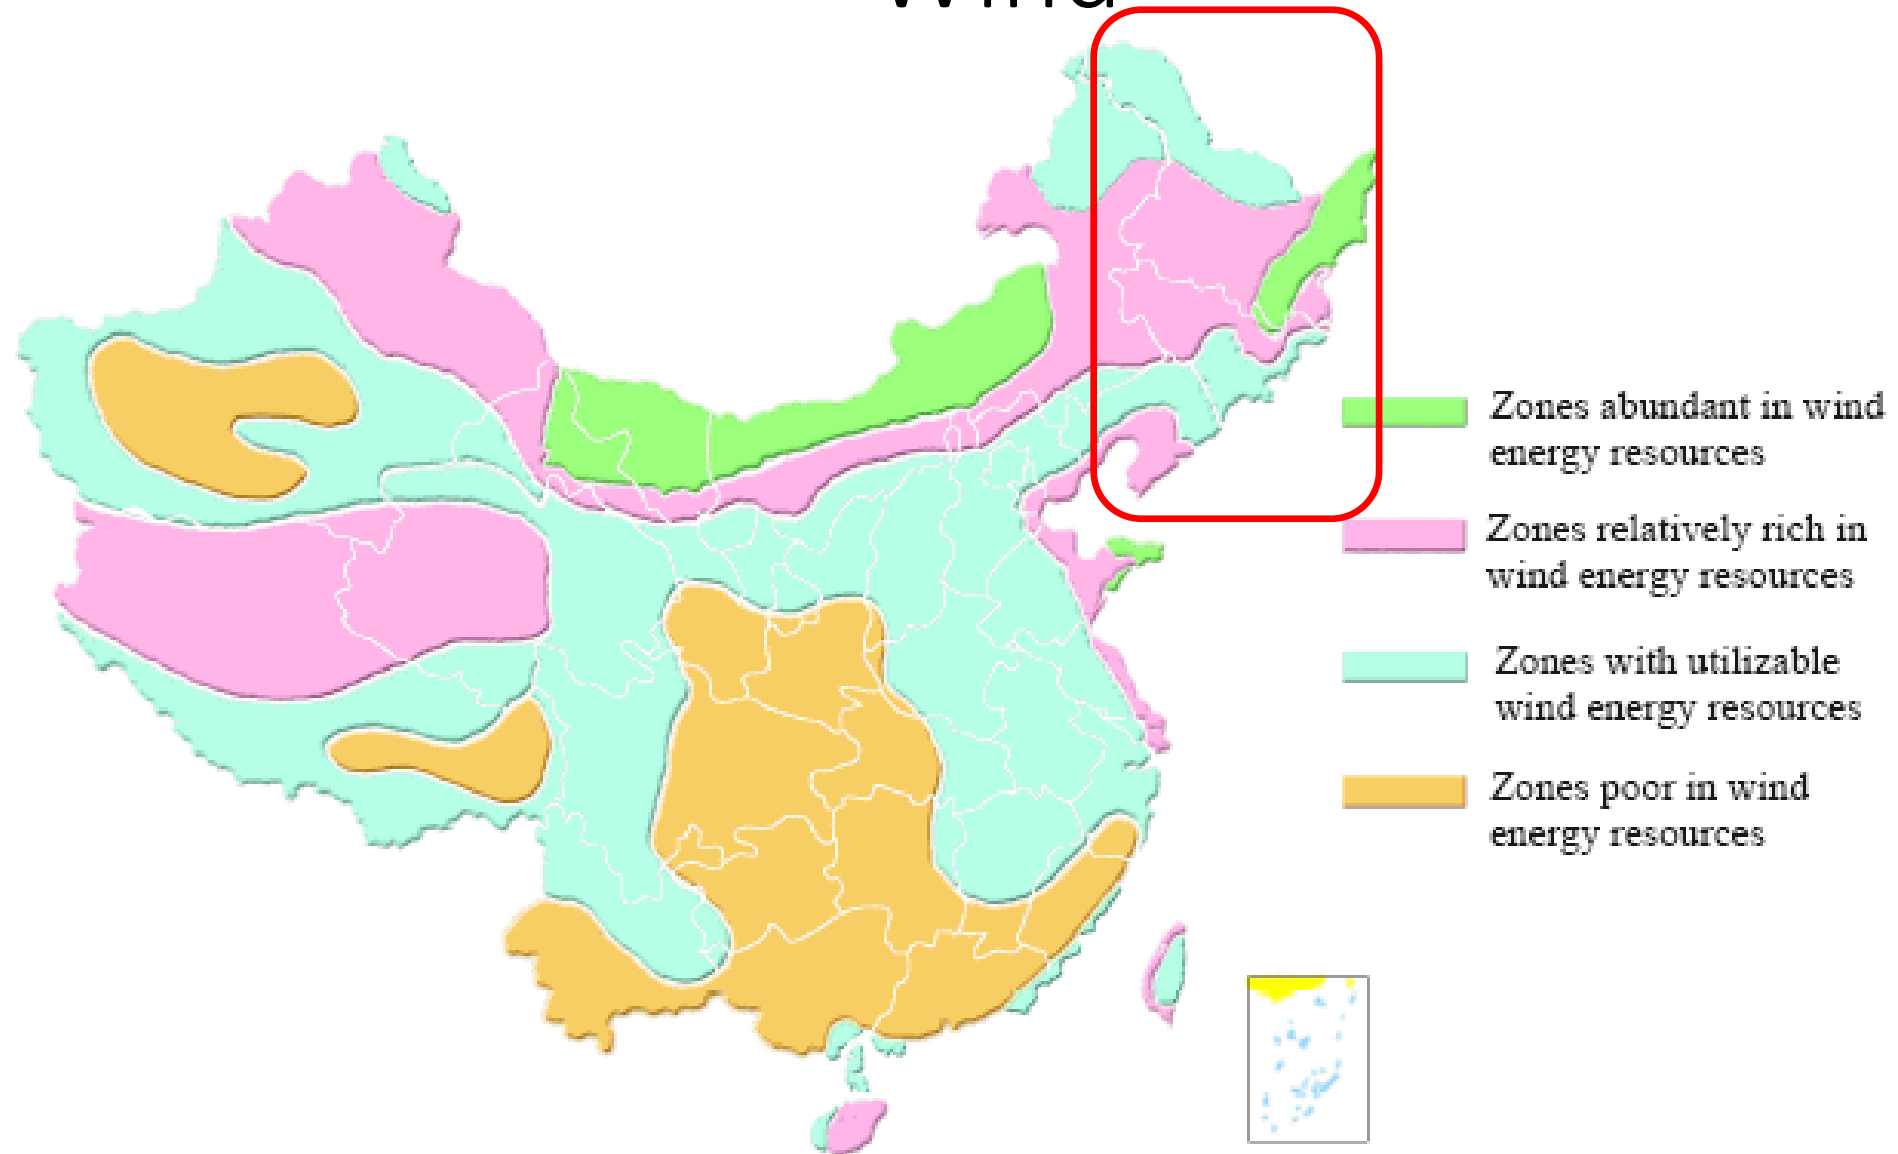 Wind
Zones abundant in wind
energy resources
Zones relatively rich in
wind energy resources
Zones with utilizable
wind energy resources
Zones poor in wind
energy resources